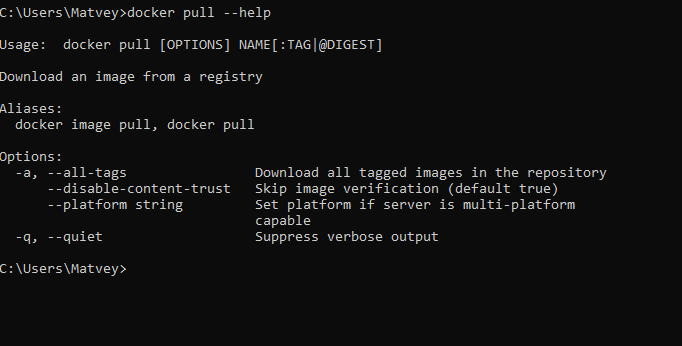 C:\Users\Matvey>docker pull --help
Usage:  docker pull [OPTIONS] NAME[:TAG|@DIGEST]
Download an image from a registry
Aliases:
  docker image pull, docker pull
Options:
  -a, --all-tags                Download all tagged images in the repository
      --disable-content-trust   Skip image verification (default true)
      --platform string         Set platform if server is multi-platform
                                capable
  -q, --quiet                   Suppress verbose output
C:\Users\Matvey>